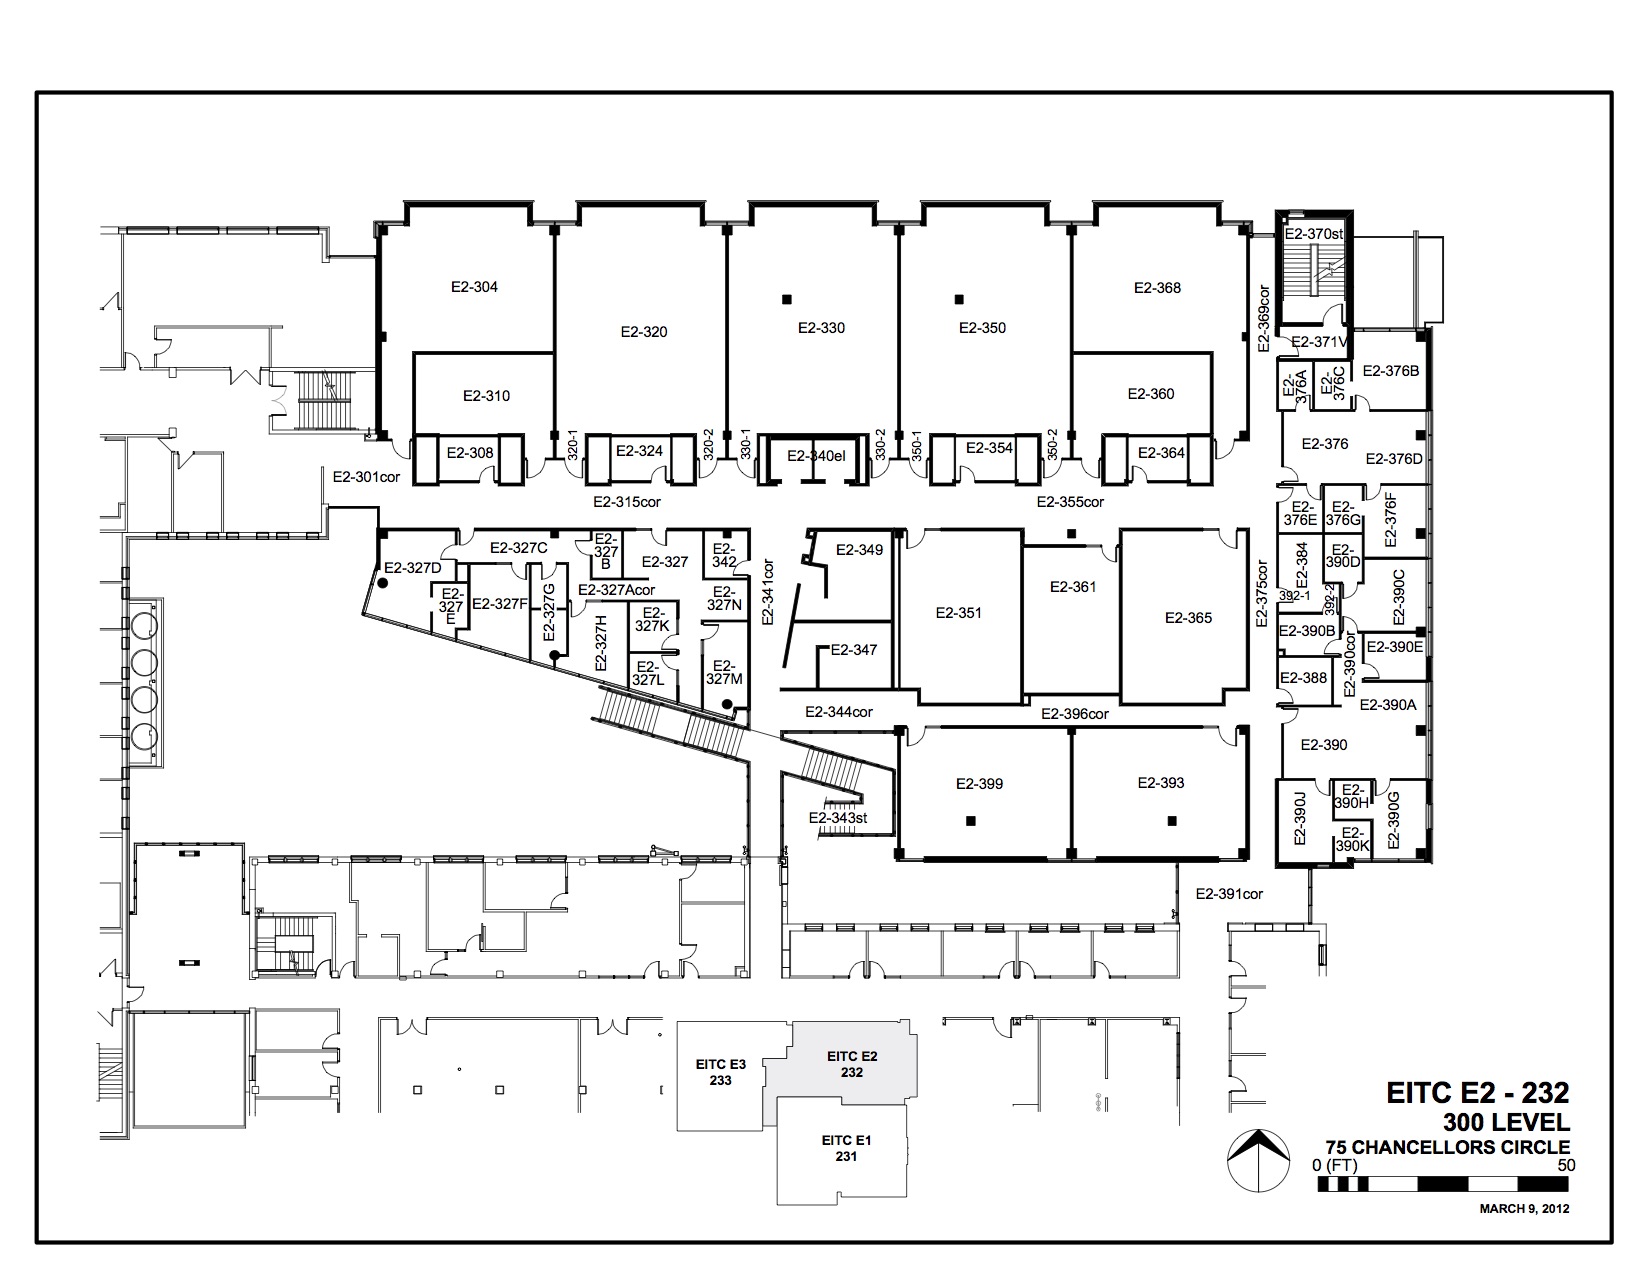 E2-370st
E2-304
E2-368
E2-320
E2-330
E2-350
E2-369cor
E2-371V
E2-376B
E2-
376A
E2-
376C
E2-310
E2-360
E2-376
E2-376D
320-1
320-2
330-1
330-2
350-1
350-2
E2-308
E2-324
E2-340el
E2-354
E2-364
E2-301cor
E2-315cor
E2-355cor
E2-
376E
E2-
376G
E2-376F
E2-327C
E2-
327
B
E2-327
E2-
342
E2-349
E2-327D
E2-327Acor
E2-341cor
E2-
327
E
E2-327F
E2-327G
E2-327H
E2-
327K
E2-
327N
E2-
327L
E2-
327M
E2-347
E2-351
E2-361
E2-365
E2-375cor
E2-384
E2-
390D
E2-390C
392-1
392-2
E2-390B
E2-390cor
E2-390E
E2-388
E2-390A
E2-344cor
E2-396cor
E2-390
E2-399
E2-393
E2-343st
E2-390J
E2-
390H
E2-
390K
E2-390G
E2-391cor
EITC E3
233
EITC E2
232
EITC E1
231
EITC E2 - 232
300 LEVEL
75 CHANCELLORS CIRCLE
0 (FT) 50
MARCH 9, 2012